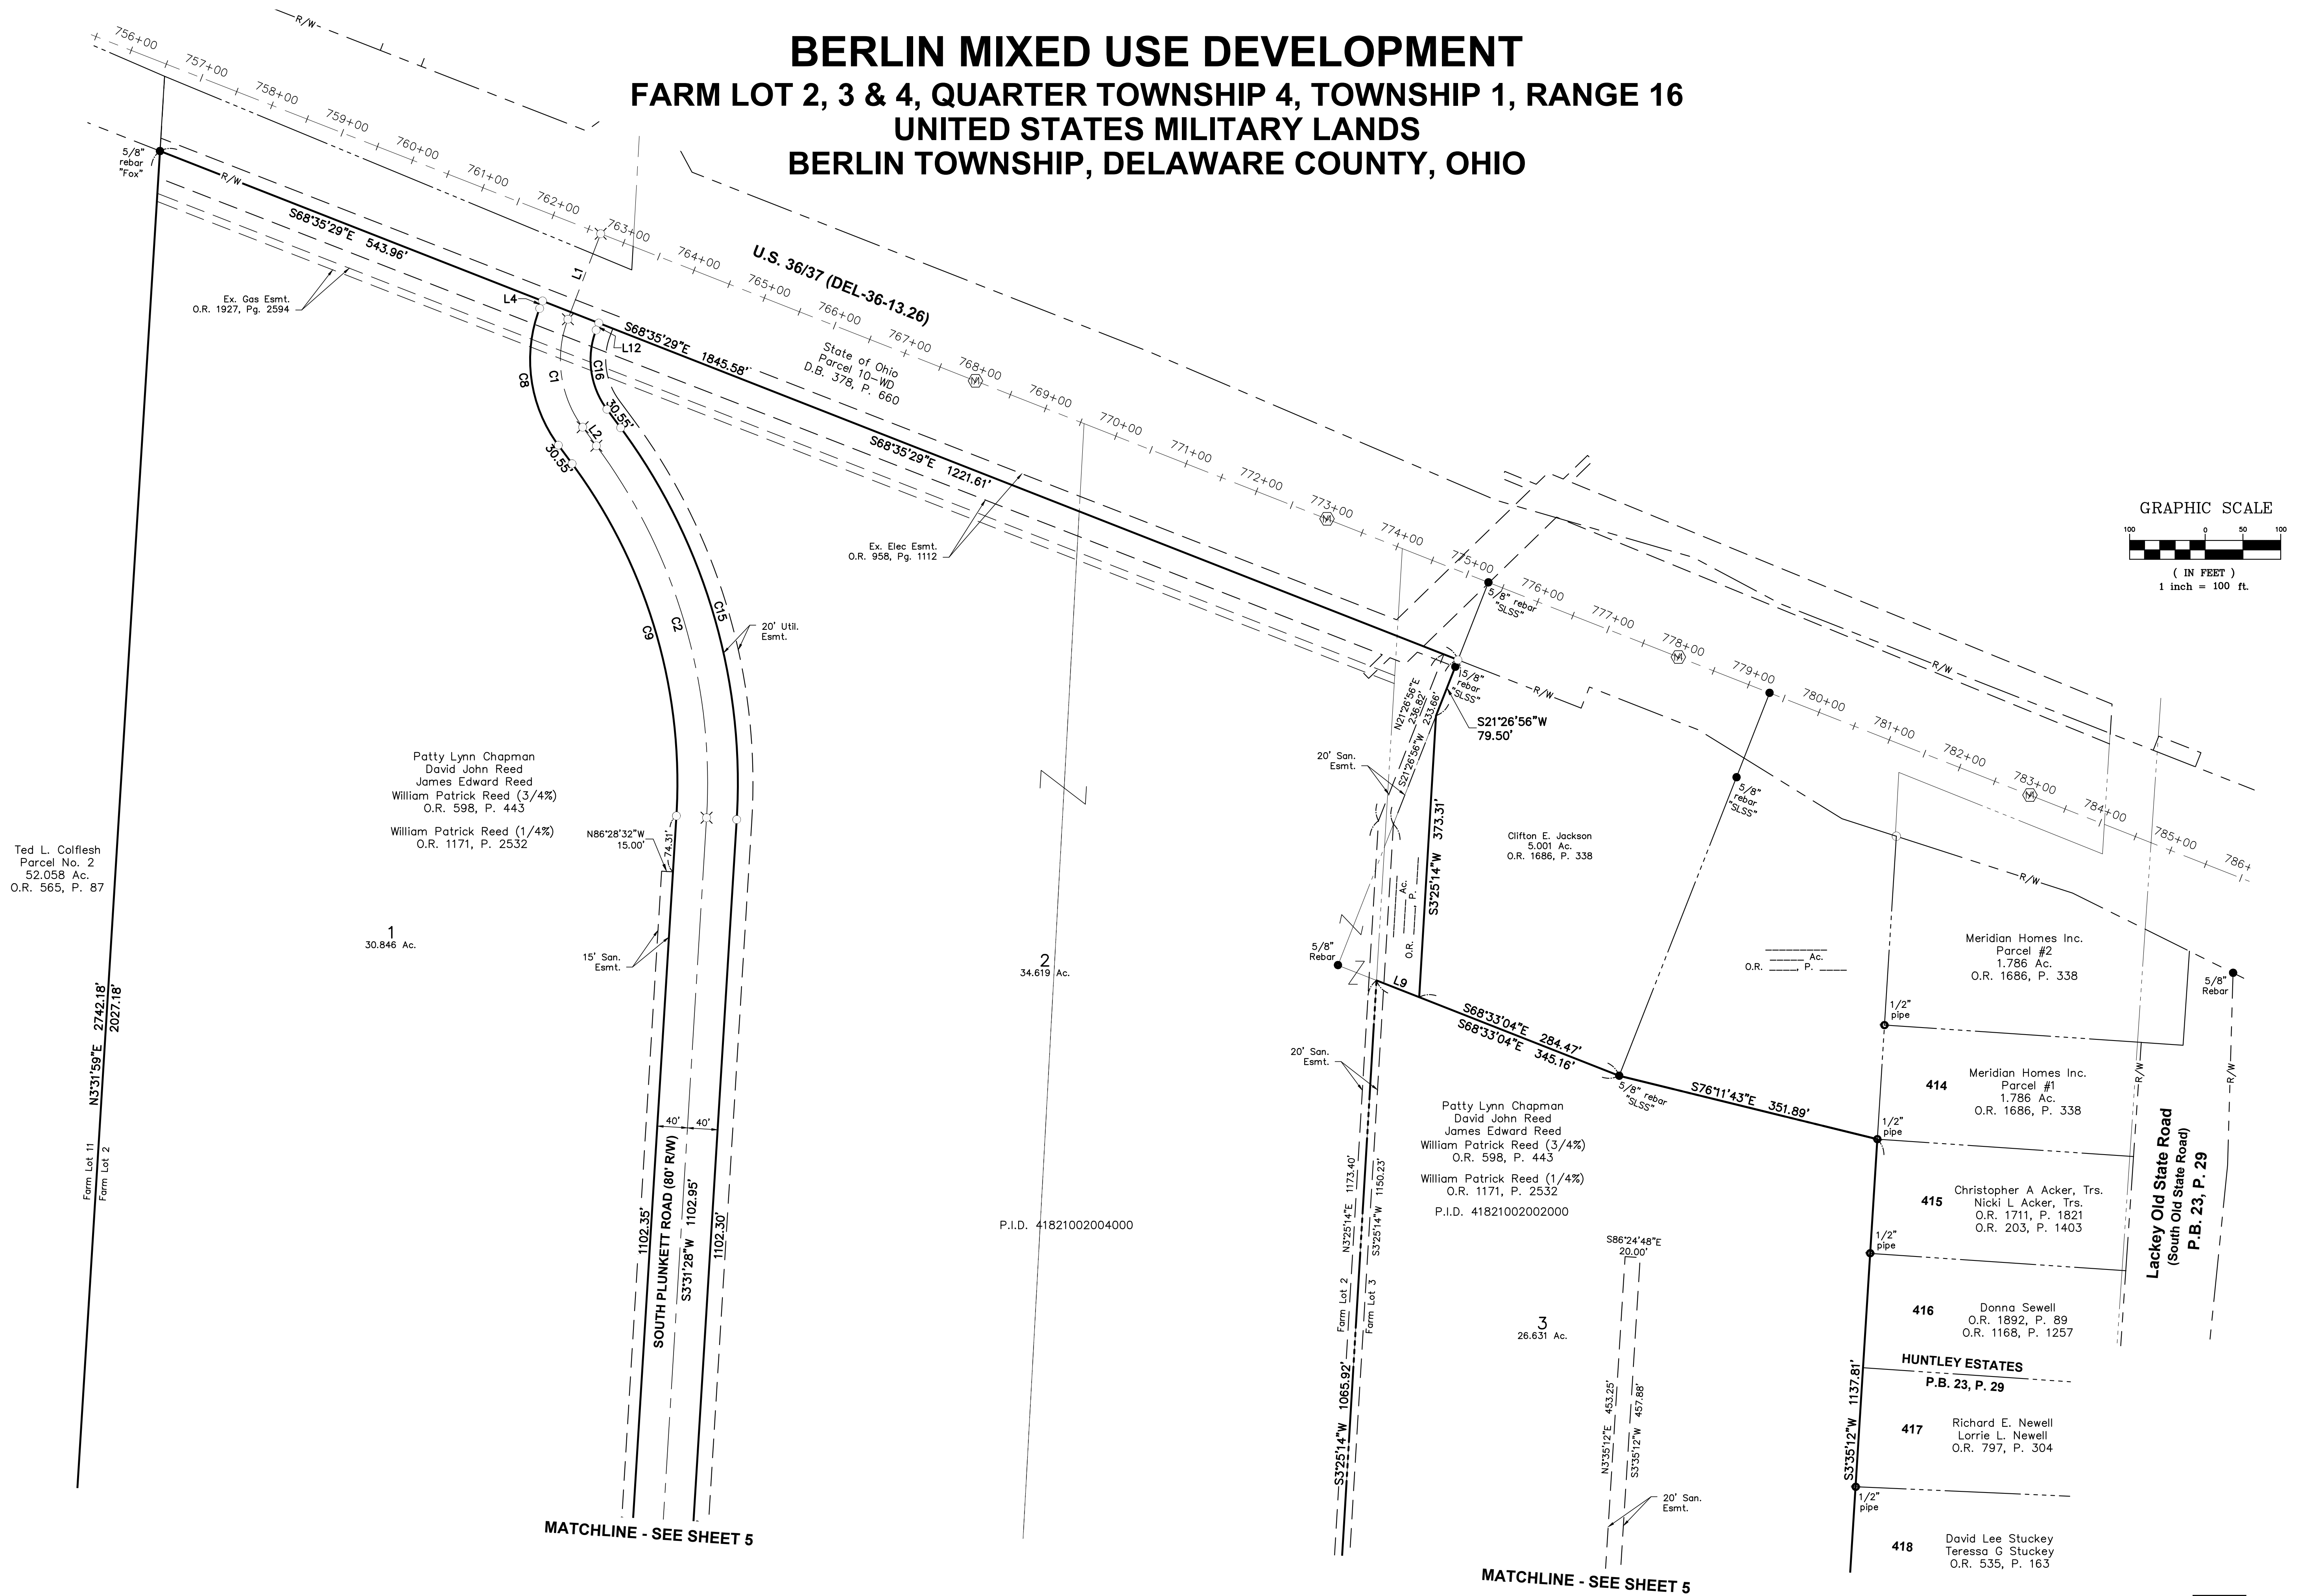 BERLIN MIXED USE DEVELOPMENT
FARM LOT 2, 3 & 4, QUARTER TOWNSHIP 4, TOWNSHIP 1, RANGE 16
UNITED STATES MILITARY LANDS
BERLIN TOWNSHIP, DELAWARE COUNTY, OHIO
R/W
756+00
757+00
758+00
759+00
760+00
761+00
762+00
763+00
764+00
765+00
766+00
767+00
768+00
769+00
770+00
771+00
772+00
773+00
774+00
775+00
776+00
777+00
778+00
779+00
780+00
781+00
782+00
783+00
784+00
785+00
786+
U.S. 36/37 (DEL-36-13.26)
State of Ohio
Parcel 10-WD
D.B. 378, P. 660
5/8"
rebar
"Fox"
R/W
S68°35'29"E 543.96'
Ex. Gas Esmt.
O.R. 1927, Pg. 2594
L1
L4
L12
S68°35'29"E 1845.58'
S68°35'29"E 1221.61'
C8
C1
C16
30.55'
L2
30.55'
C9
C2
C15
20' Util.
Esmt.
Ex. Elec Esmt.
O.R. 958, Pg. 1112
GRAPHIC SCALE
100 0 50 100
( IN FEET )
1 inch = 100 ft.
5/8" rebar
"SLSS"
5/8"
rebar
"SLSS"
R/W
R/W
S21°26'56"W
79.50'
N21°26'56"E
236.82'
S21°26'56"W 233.66'
20' San.
Esmt.
S3°25'14"W 373.31'
____ Ac.
O.R. ____, P. ____
5/8"
rebar
"SLSS"
Clifton E. Jackson
5.001 Ac.
O.R. 1686, P. 338
Patty Lynn Chapman
David John Reed
James Edward Reed
William Patrick Reed (3/4%)
O.R. 598, P. 443
William Patrick Reed (1/4%)
O.R. 1171, P. 2532
N86°28'32"W
15.00'
74.31'
Ted L. Colflesh
Parcel No. 2
52.058 Ac.
O.R. 565, P. 87
1
30.846 Ac.
15' San.
Esmt.
2
34.619 Ac.
5/8"
Rebar
L9
S68°33'04"E 284.47'
S68°33'04"E 345.16'
_________
_____ Ac.
O.R. ____, P. ____
R/W
Meridian Homes Inc.
Parcel #2
1.786 Ac.
O.R. 1686, P. 338
5/8"
Rebar
1/2"
pipe
N3°31'59"E 2742.18'
2027.18'
Farm Lot 11
Farm Lot 2
20' San.
Esmt.
5/8" rebar
"SLSS"
S76°11'43"E 351.89'
414
Meridian Homes Inc.
Parcel #1
1.786 Ac.
O.R. 1686, P. 338
R/W
R/W
1/2"
pipe
Patty Lynn Chapman
David John Reed
James Edward Reed
William Patrick Reed (3/4%)
O.R. 598, P. 443
William Patrick Reed (1/4%)
O.R. 1171, P. 2532
P.I.D. 41821002002000
40' 40'
SOUTH PLUNKETT ROAD (80' R/W)
1102.35'
S3°31'28"W 1102.95'
1102.30'
P.I.D. 41821002004000
N3°25'14"E 1173.40'
S3°25'14"W 1150.23'
Farm Lot 2
Farm Lot 3
S3°25'14"W 1065.92'
415
Christopher A Acker, Trs.
Nicki L Acker, Trs.
O.R. 1711, P. 1821
O.R. 203, P. 1403
Lackey Old State Road
(South Old State Road)
P.B. 23, P. 29
1/2"
pipe
S86°24'48"E
20.00'
3
26.631 Ac.
416
Donna Sewell
O.R. 1892, P. 89
O.R. 1168, P. 1257
HUNTLEY ESTATES
P.B. 23, P. 29
N3°35'12"E 453.25'
S3°35'12"W 457.88'
20' San.
Esmt.
S3°35'12"W 1137.81'
417
Richard E. Newell
Lorrie L. Newell
O.R. 797, P. 304
1/2"
pipe
418
David Lee Stuckey
Teressa G Stuckey
O.R. 535, P. 163
MATCHLINE - SEE SHEET 5
MATCHLINE - SEE SHEET 5